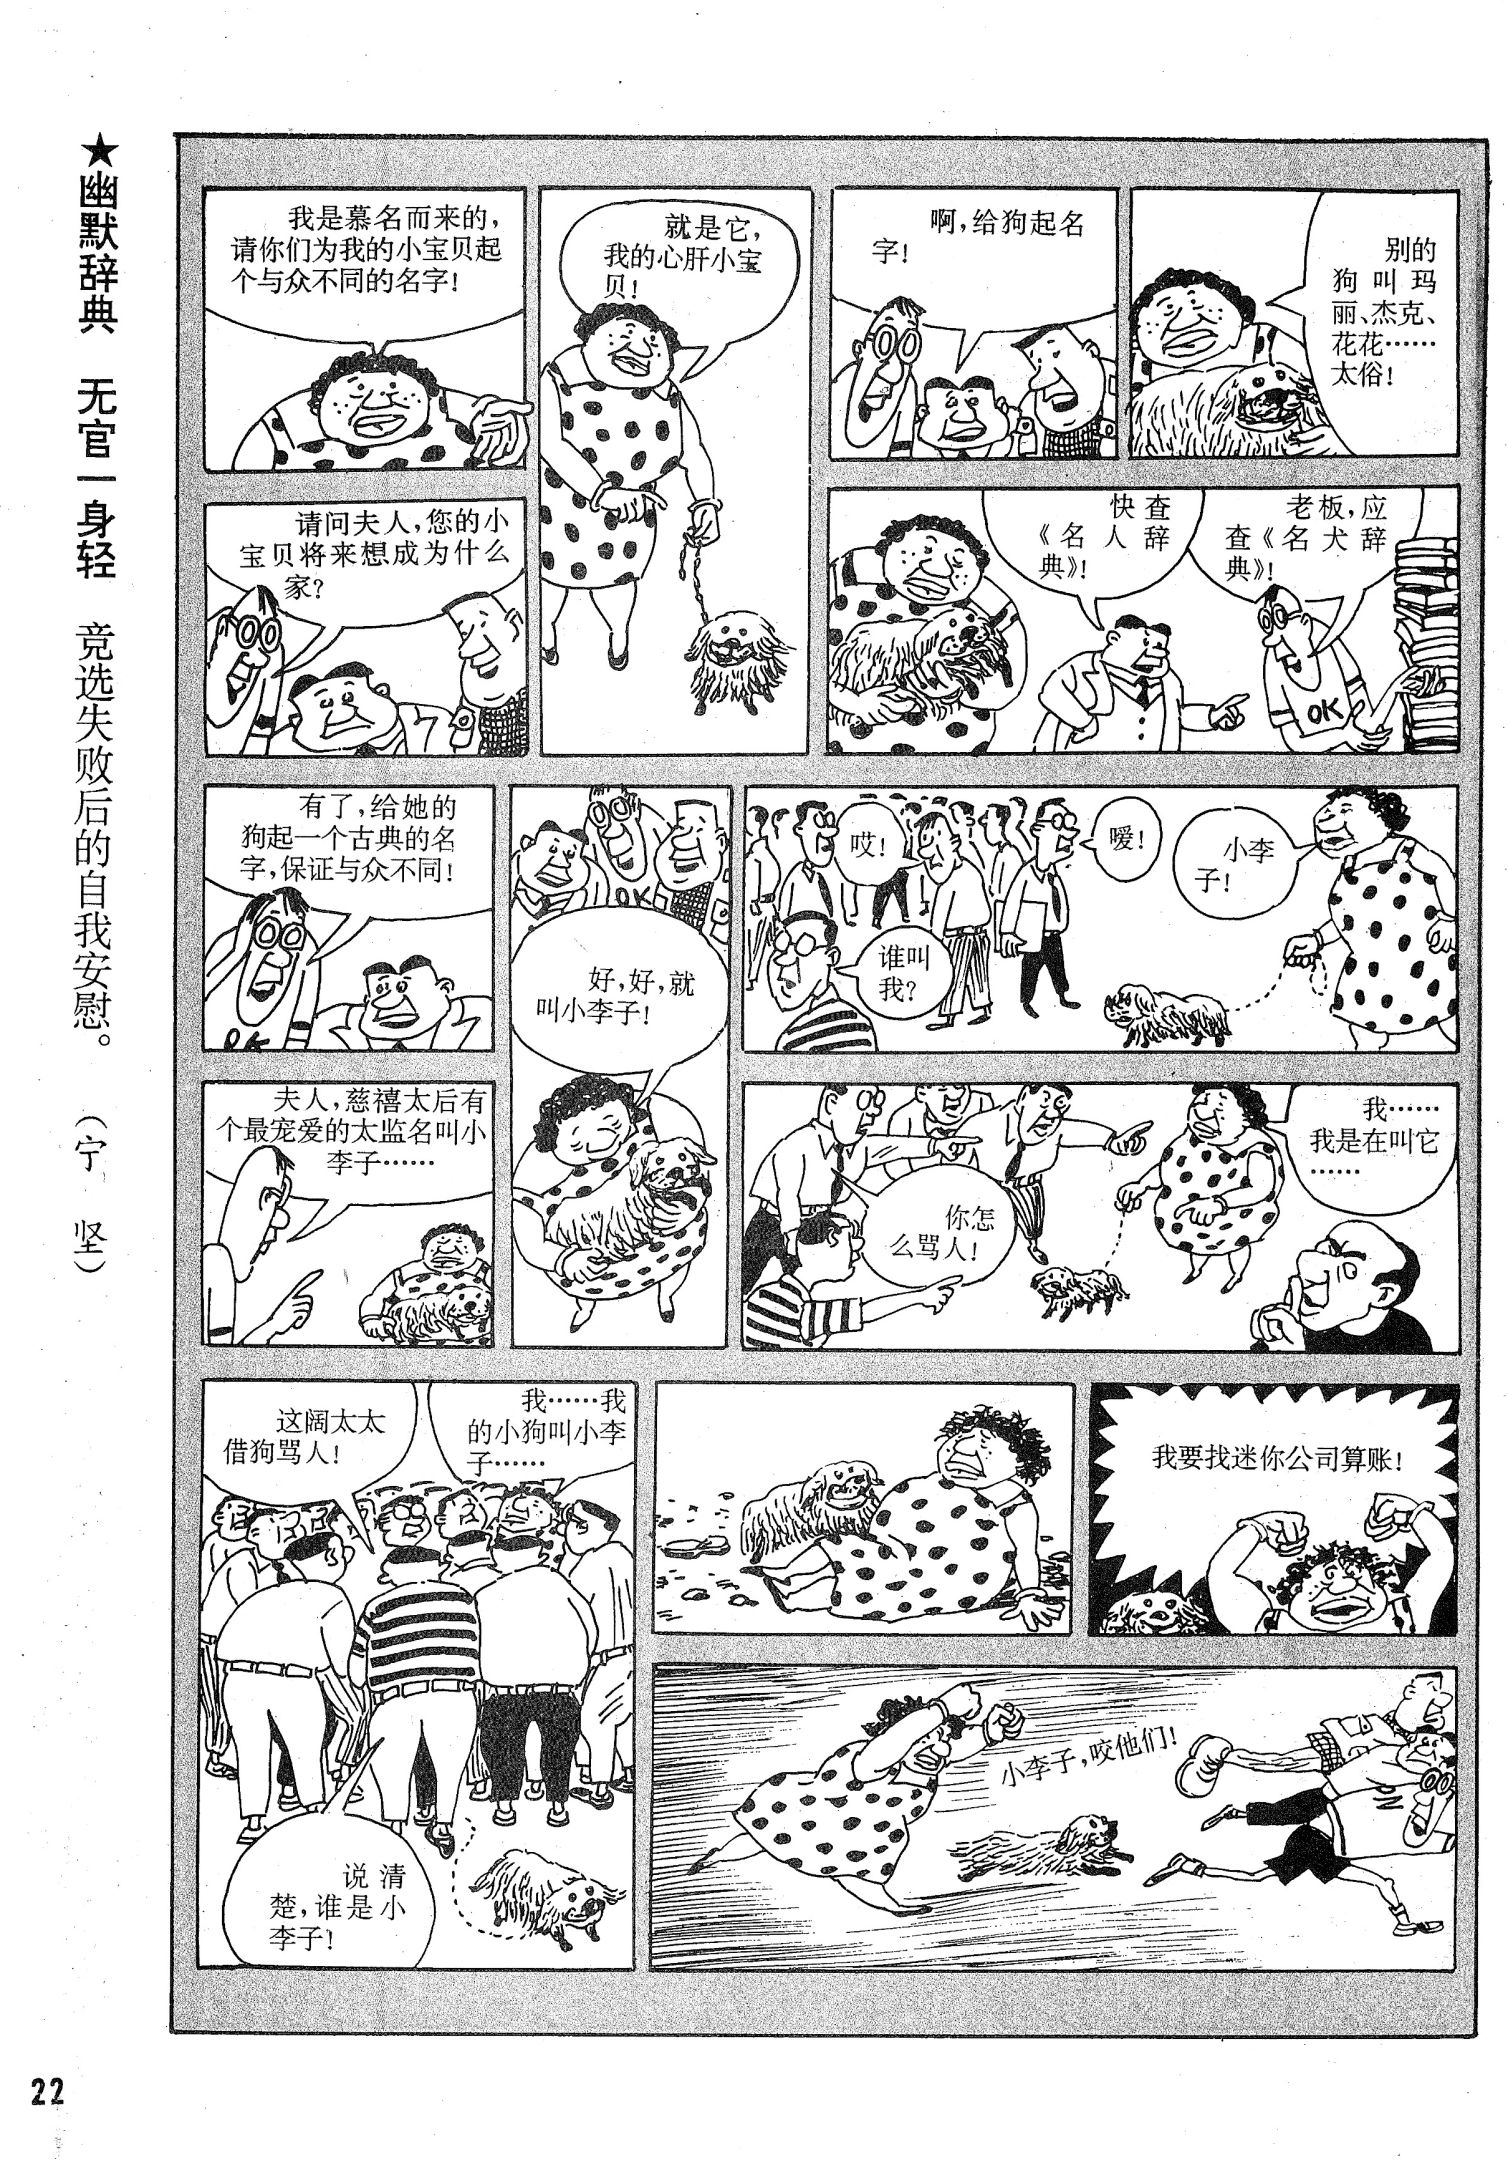 ★幽默辞典 无官一身轻 竞选失败后的自我安慰。 （宁 坚）
我是慕名而来的，
请你们为我的小宝贝起
个与众不同的名字！
就是它，
我的心肝小宝
贝！
啊，给狗起名
字！
别的
狗叫玛
丽、杰克、
花花……
太俗！
请问夫人，您的小
宝贝将来想成为什么
家？
快查
《名人辞
典》！
老板，应
查《名犬辞
典》！
OK
有了，给她的
狗起一个古典的名
字，保证与众不同！
OK
夫人，慈禧太后有
个最宠爱的太监名叫小
李子……
OK
好，好，就
叫小李子！
哎！
嗳！
小李
子！
谁叫
我？
我……
我是在叫它
……
你怎
么骂人！
这阔太太
借狗骂人！
我……我
的小狗叫小李
子……
说清
楚，谁是小
李子！
我要找迷你公司算账！
小李子，咬他们！
22